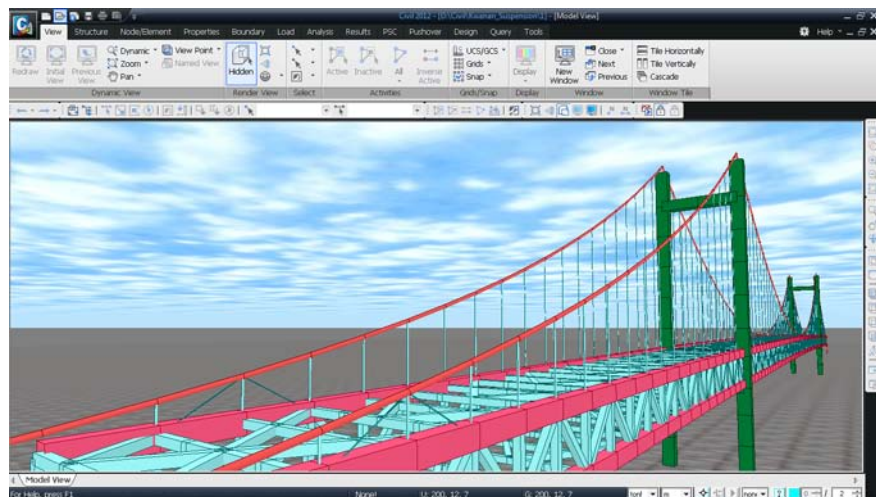 Civil 2012 - [D:\Civil\Kwanan_Suspension\1] - [Model View]
View Structure Node/Element Properties Boundary Load Analysis Results PSC Pushover Design Query Tools Help
Redraw Initial View Previous View Dynamic Zoom Pan View Point Named View Hidden Active Inactive All Inverse Active UCS/GCS Grids Snap Display New Window Close Next Previous Tile Horizontally Tile Vertically Cascade
Dynamic View Render View Select Activities Grids/Snap Display Window Window Tile
Model View
For Help, press F1 None! U: 200, 12, 7 G: 200, 12, 7 tonf m non 2